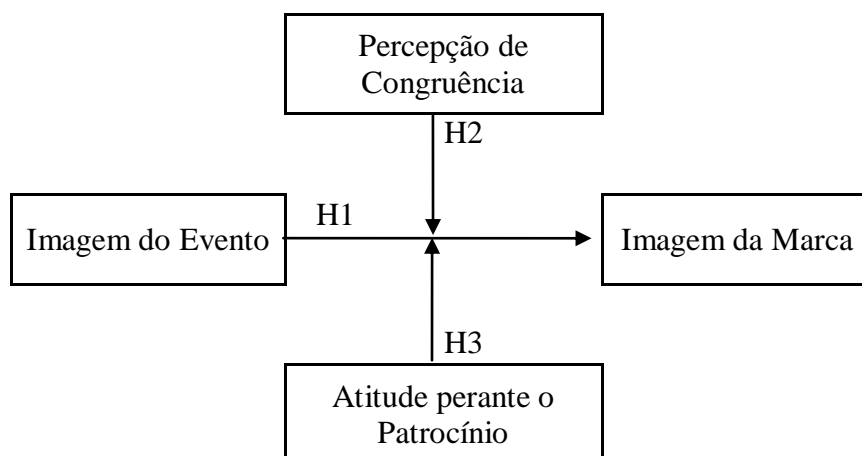 Percepção de
Congruência
H2
H1
Imagem do Evento
Imagem da Marca
H3
Atitude perante o
Patrocínio